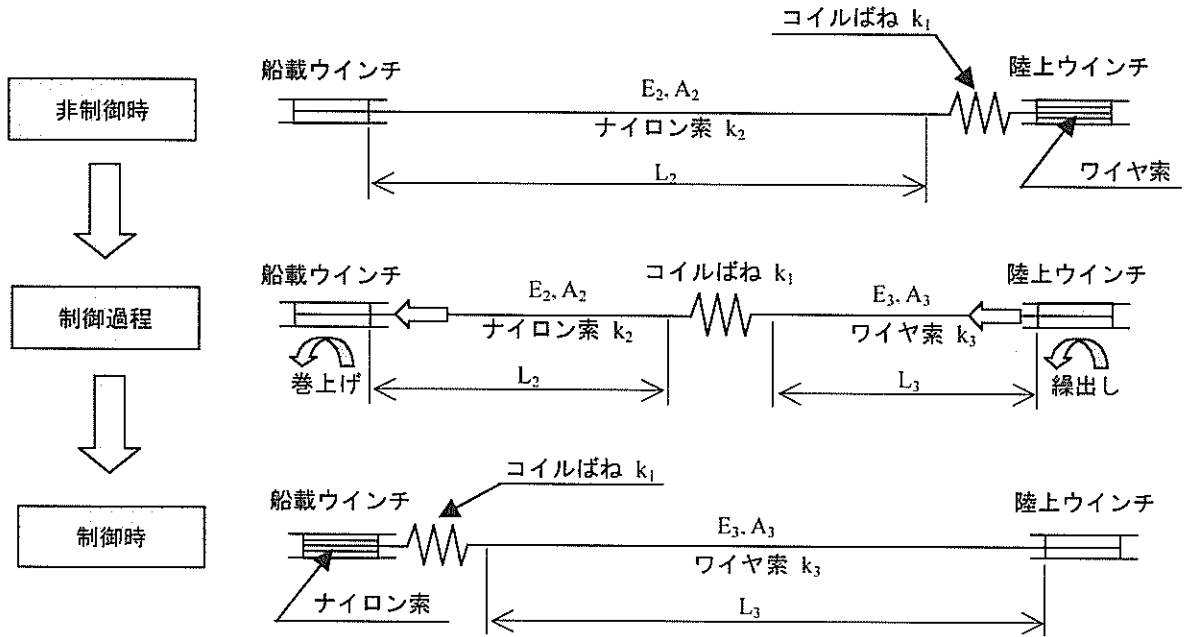 コイルばね k₁
船載ウインチ
陸上ウインチ
非制御時
E₂, A₂
ナイロン索 k₂
L₂
ワイヤ索
船載ウインチ
コイルばね k₁
陸上ウインチ
制御過程
E₂, A₂
E₃, A₃
ナイロン索 k₂
ワイヤ索 k₃
巻上げ
L₂
L₃
繰出し
コイルばね k₁
船載ウインチ
陸上ウインチ
制御時
E₃, A₃
ワイヤ索 k₃
ナイロン索
L₃